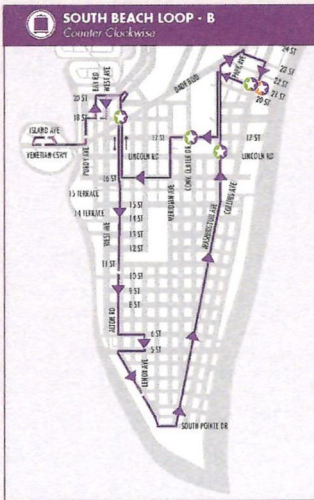 SOUTH BEACH LOOP - B
Counter Clockwise
24 ST
23 ST
22 ST
21 ST
20 ST
PARK AVE
DADE BLVD
BAY RD
WEST AVE
20 ST
18 ST
ISLAND AVE
VENETIAN CSWY
PURDY AVE
17 ST
17 ST
LINCOLN RD
LINCOLN RD
16 ST
MERIDIAN AVE
WASHINGTON AVE
COLLINS AVE
15 TERRACE
14 TERRACE
WEST AVE
15 ST
14 ST
13 ST
12 ST
11 ST
10 ST
9 ST
8 ST
ALTON RD
6 ST
5 ST
LENOX AVE
SOUTH POINTE DR